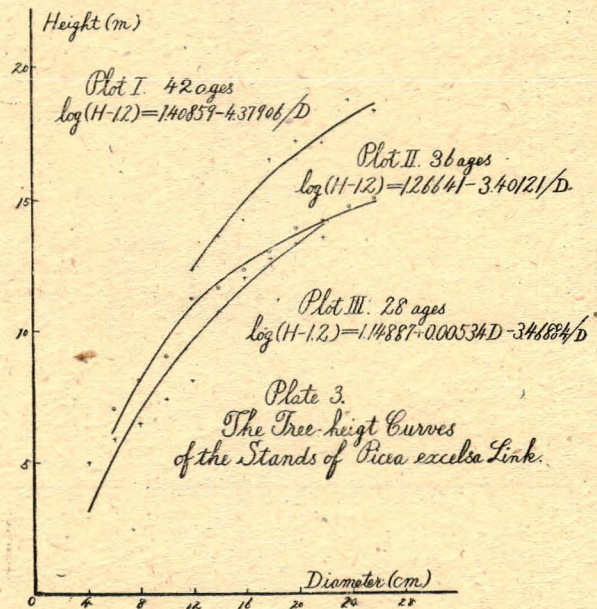 Height (m)
20
Plot I. 42 ages
log(H-1.2)=1.40859-4.37906/D
Plot II. 36 ages
log(H-1.2)=1.26641-3.40121/D
15
Plot III. 28 ages
log(H-1.2)=1.14887+0.00534D-3.46884/D
10
Plate 3.
The Tree-heigt Curves
of the Stands of Picea excelsa Link.
5
Diameter (cm)
0 4 8 12 16 20 24 28